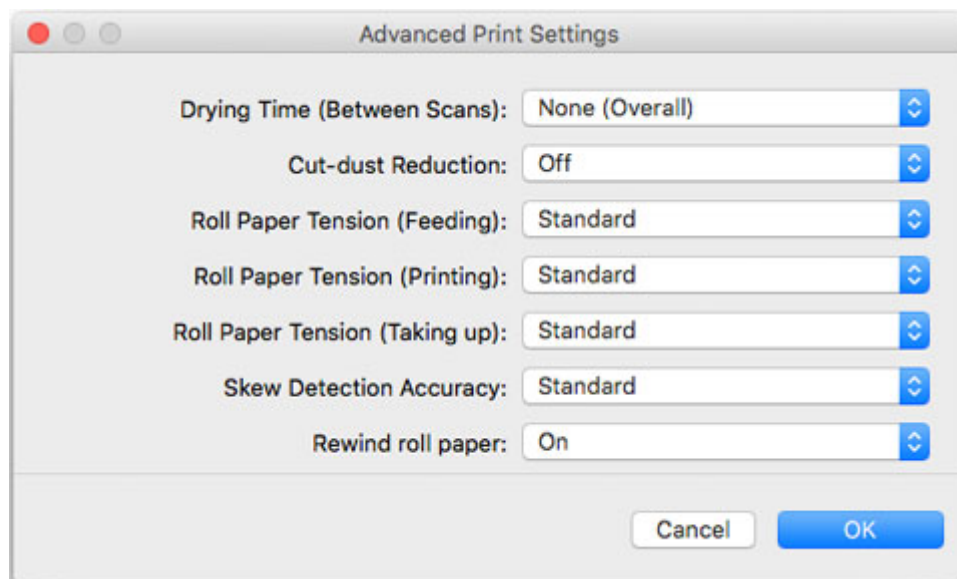 Advanced Print Settings
Drying Time (Between Scans): None (Overall)
Cut-dust Reduction: Off
Roll Paper Tension (Feeding): Standard
Roll Paper Tension (Printing): Standard
Roll Paper Tension (Taking up): Standard
Skew Detection Accuracy: Standard
Rewind roll paper: On
Cancel OK